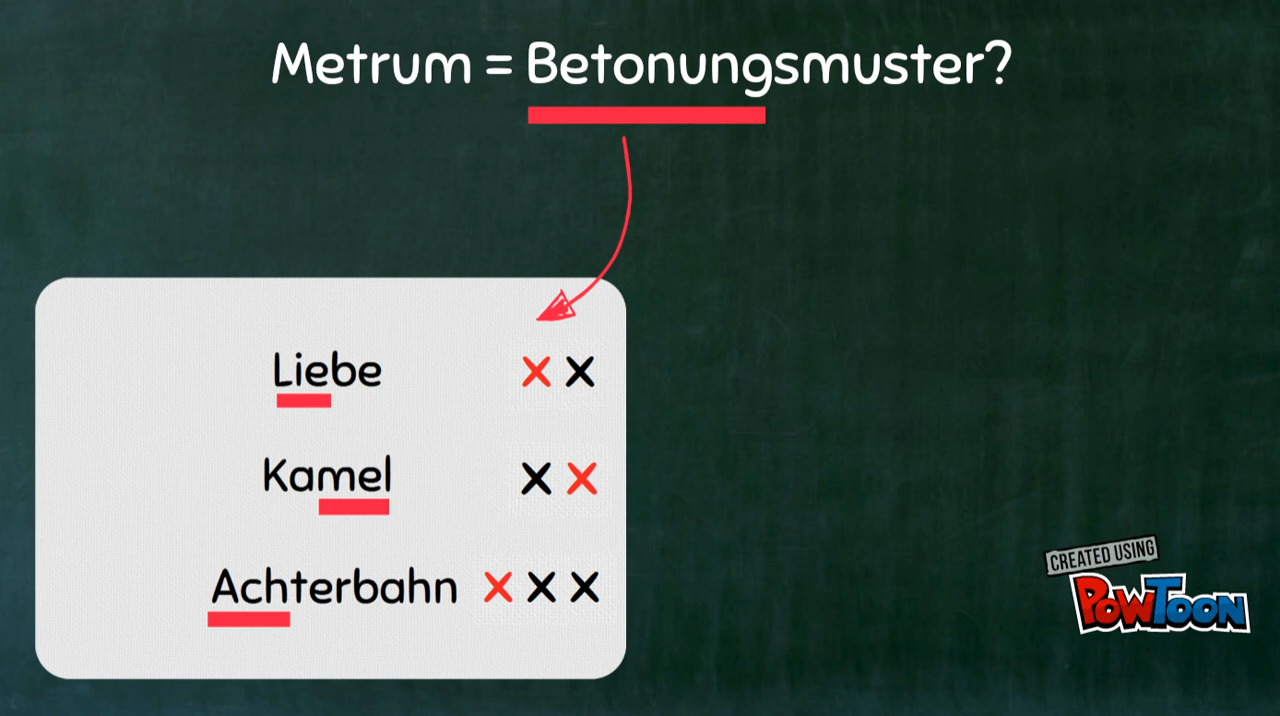 Metrum = Betonungsmuster?
Liebe X X
Kamel X X
Achterbahn X X X
CREATED USING
POWTOON